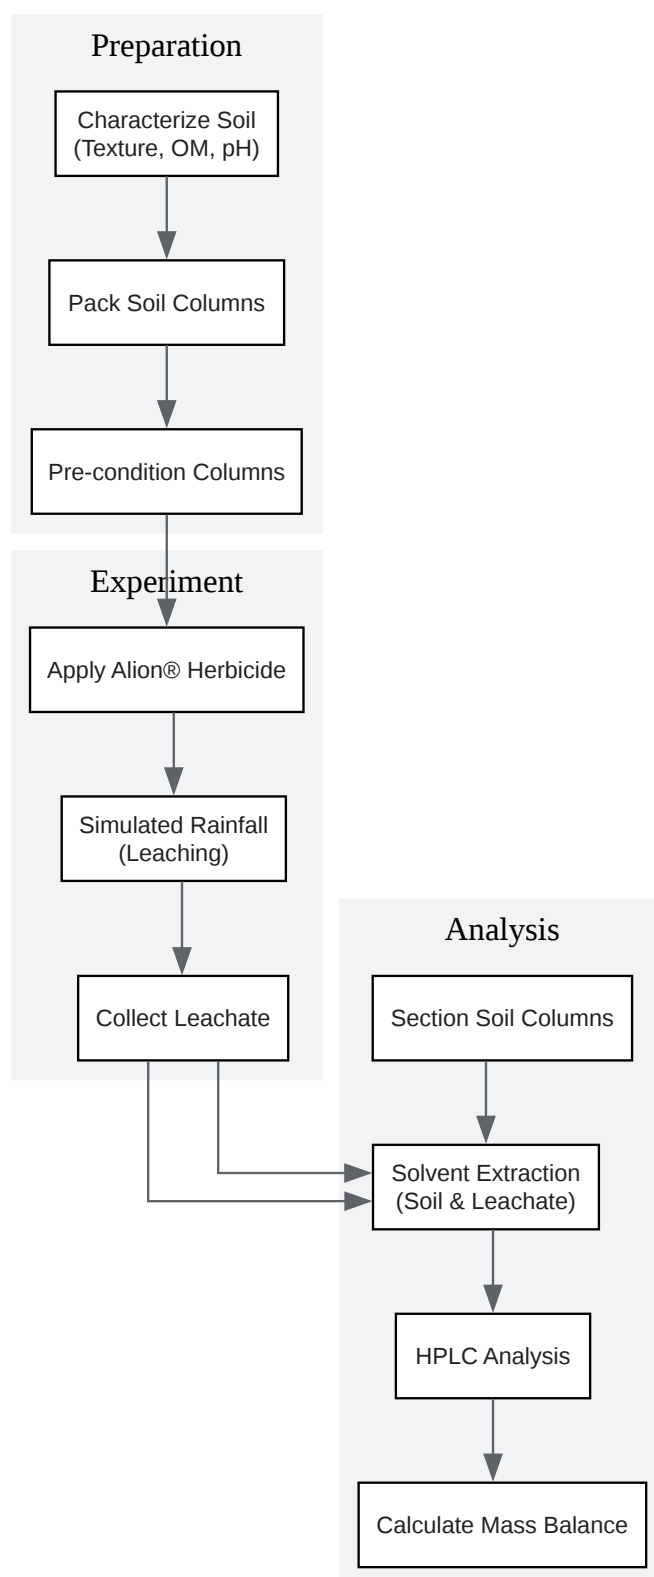 Preparation
Characterize Soil
(Texture, OM, pH)
Pack Soil Columns
Pre-condition Columns
Experiment
Apply Alion® Herbicide
Simulated Rainfall
(Leaching)
Collect Leachate
Analysis
Section Soil Columns
Solvent Extraction
(Soil & Leachate)
HPLC Analysis
Calculate Mass Balance